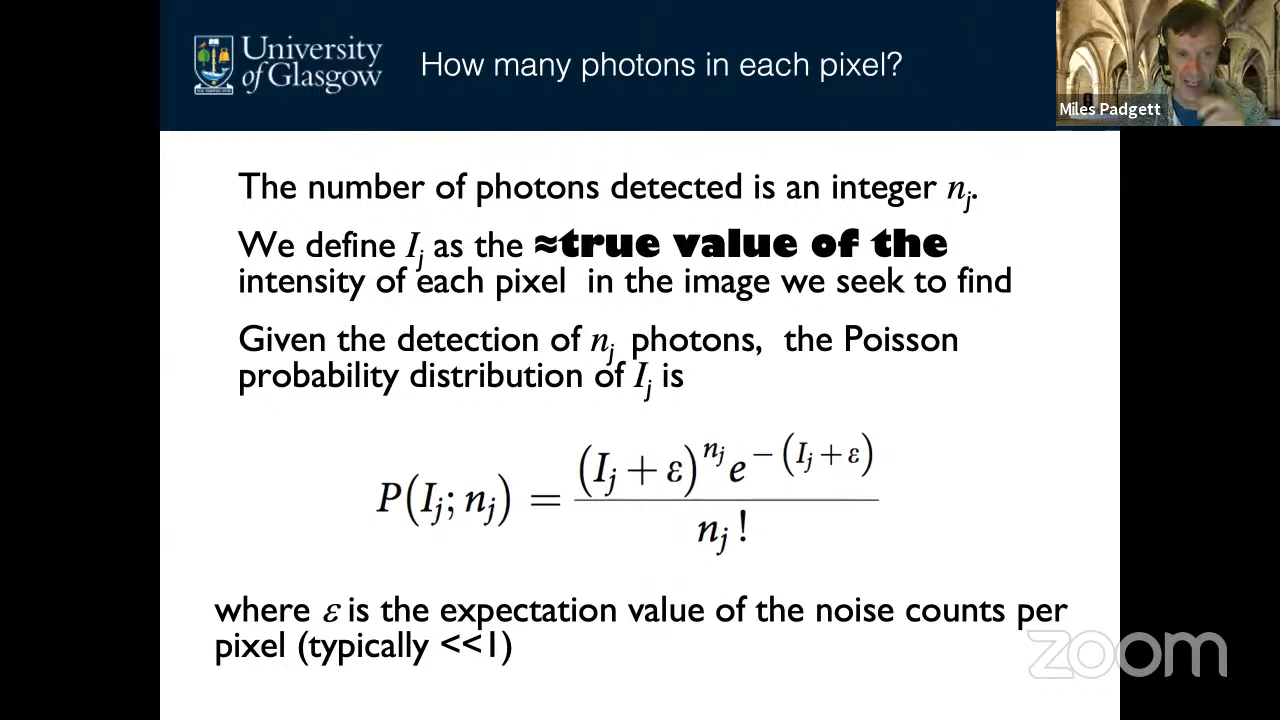 University
of Glasgow
How many photons in each pixel?
Miles Padgett
The number of photons detected is an integer nⱼ.
We define Iⱼ as the ≈true value of the
intensity of each pixel in the image we seek to find
Given the detection of nⱼ photons, the Poisson
probability distribution of Iⱼ is
P(Iⱼ; nⱼ) = (Iⱼ + ε)^nⱼ e^−(Iⱼ + ε) / nⱼ!
where ε is the expectation value of the noise counts per
pixel (typically <<1)
zoom